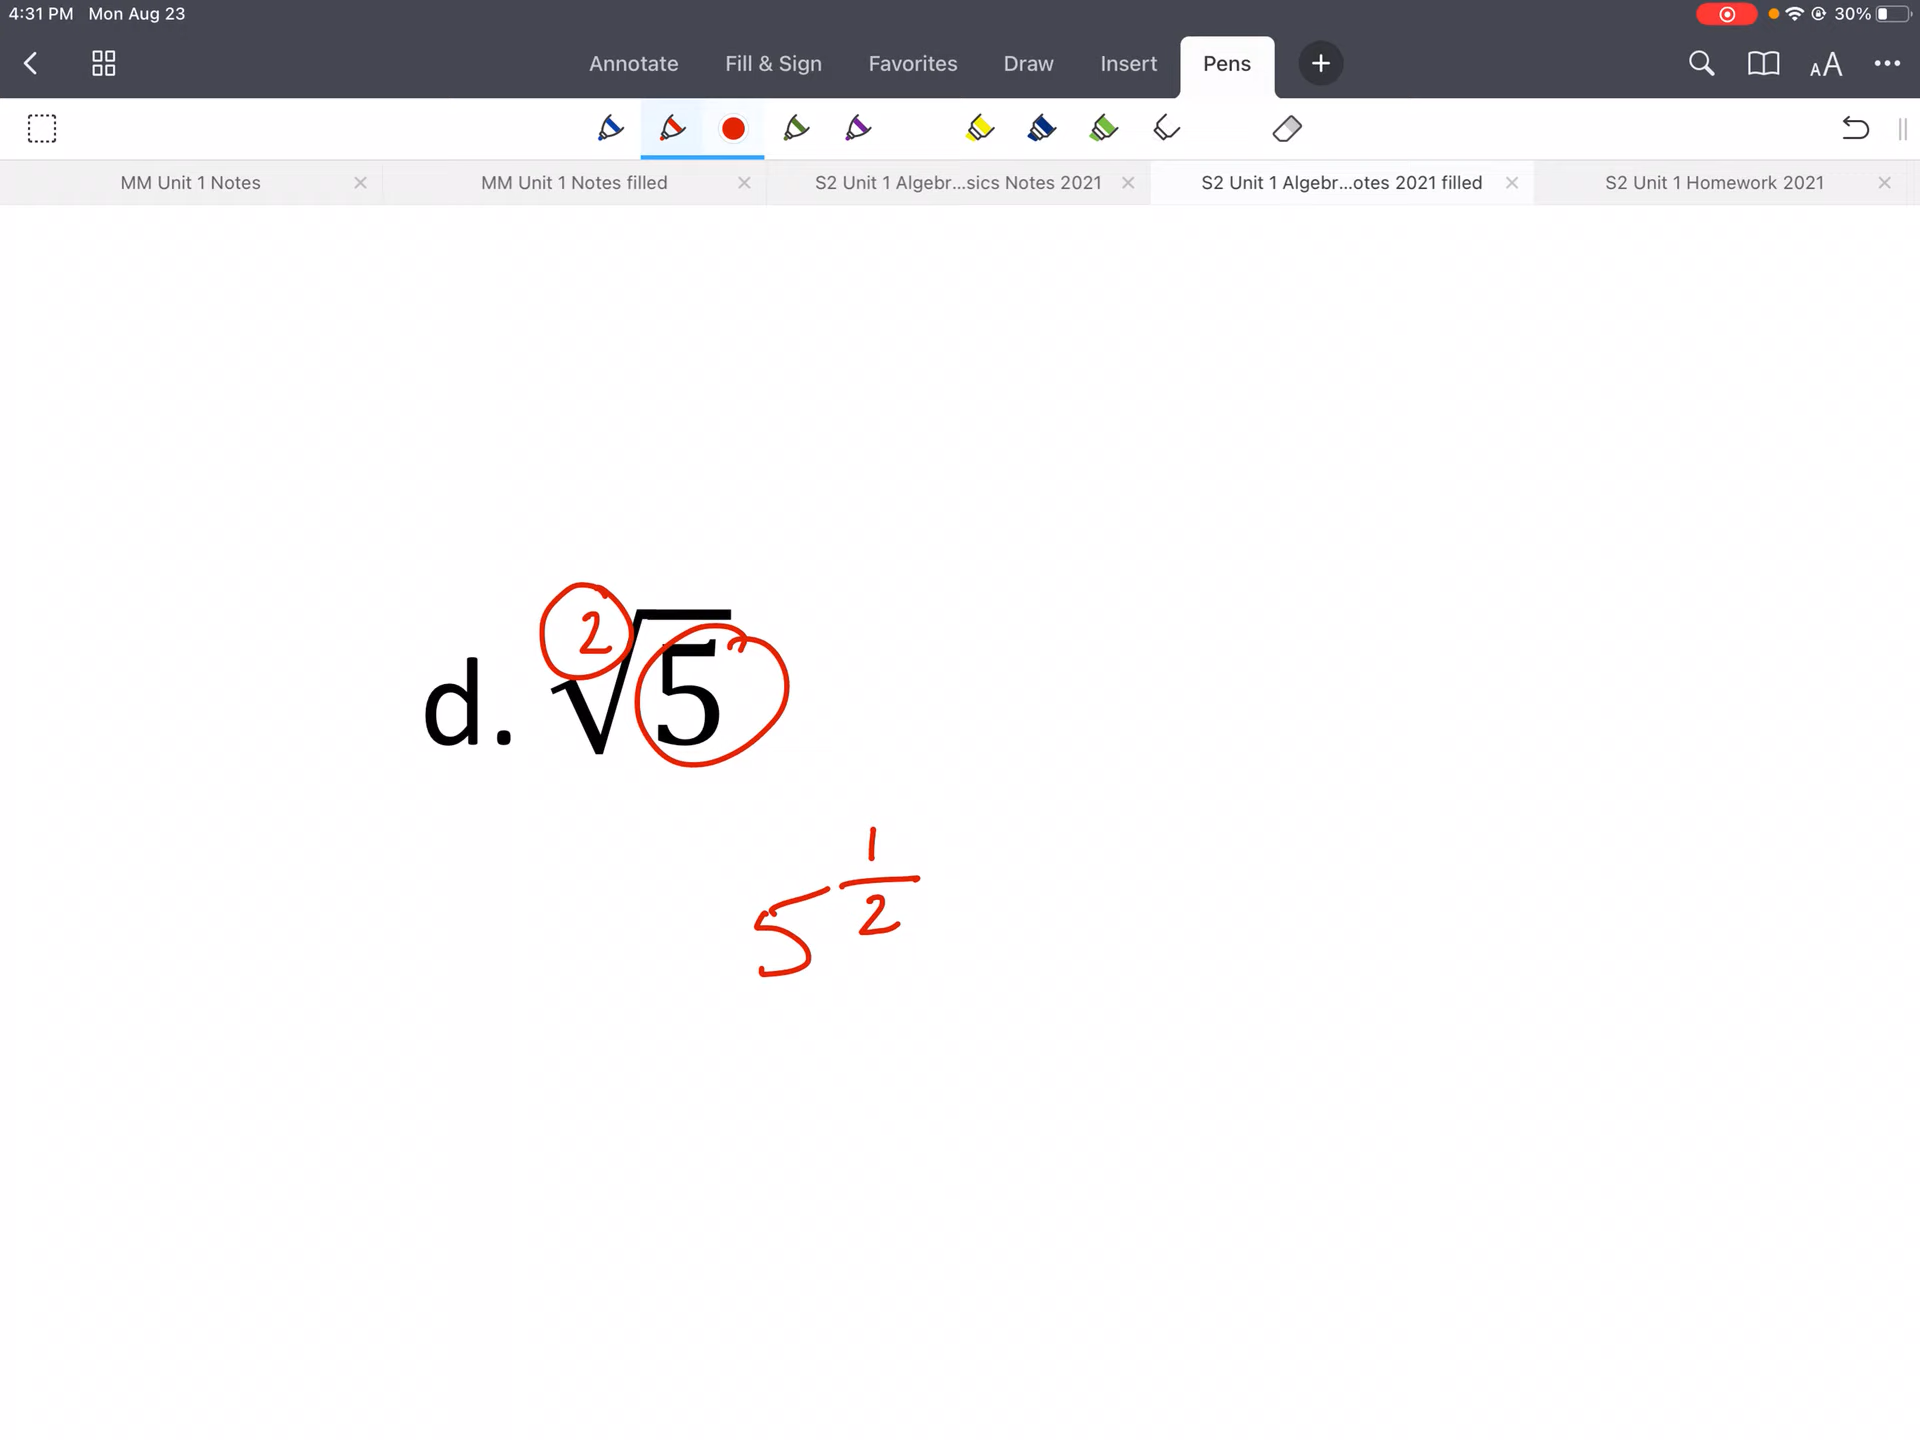 4:31 PM Mon Aug 23 30%
Annotate Fill & Sign Favorites Draw Insert Pens + AA
MM Unit 1 Notes MM Unit 1 Notes filled S2 Unit 1 Algebr...sics Notes 2021 S2 Unit 1 Algebr...otes 2021 filled S2 Unit 1 Homework 2021
d. ²√5
5^(1/2)